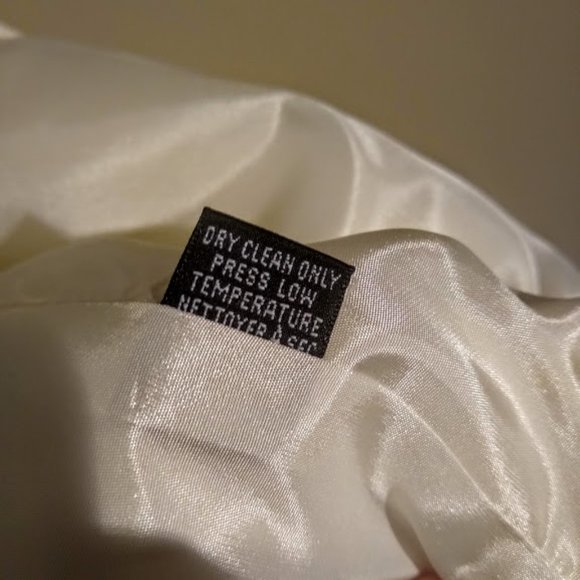 DRY CLEAN ONLY
PRESS LOW
TEMPERATURE
NETTOYER À SEC